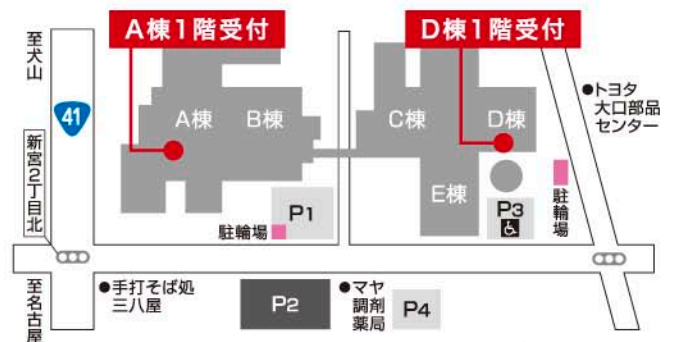 A棟1階受付
D棟1階受付
至犬山
41
新宮2丁目北
至名古屋
A棟
B棟
C棟
D棟
E棟
●トヨタ
大口部品
センター
P1
駐輪場
P3
駐輪場
●手打そば処
三八屋
P2
●マヤ
調剤
薬局
P4